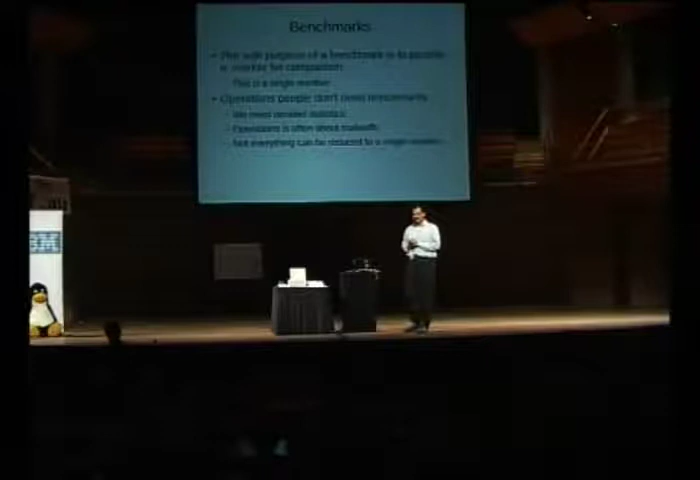 Benchmarks
• The sole purpose of a benchmark is to provide
a number for comparison
– This is a single number
• Operations people don't need benchmarks
– We need detailed statistics
– Operations is often about tradeoffs
– Not everything can be reduced to a single number
IBM